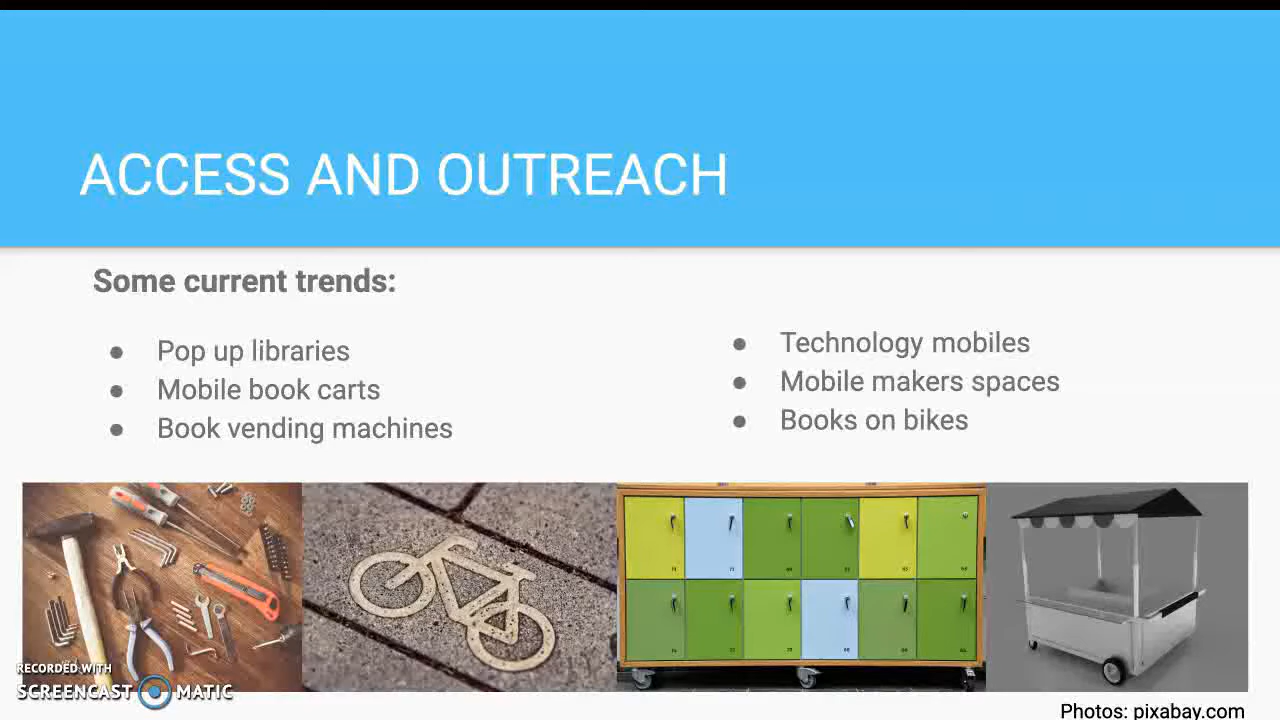 ACCESS AND OUTREACH
Some current trends:
● Pop up libraries
● Mobile book carts
● Book vending machines
● Technology mobiles
● Mobile makers spaces
● Books on bikes
RECORDED WITH
SCREENCAST MATIC
Photos: pixabay.com